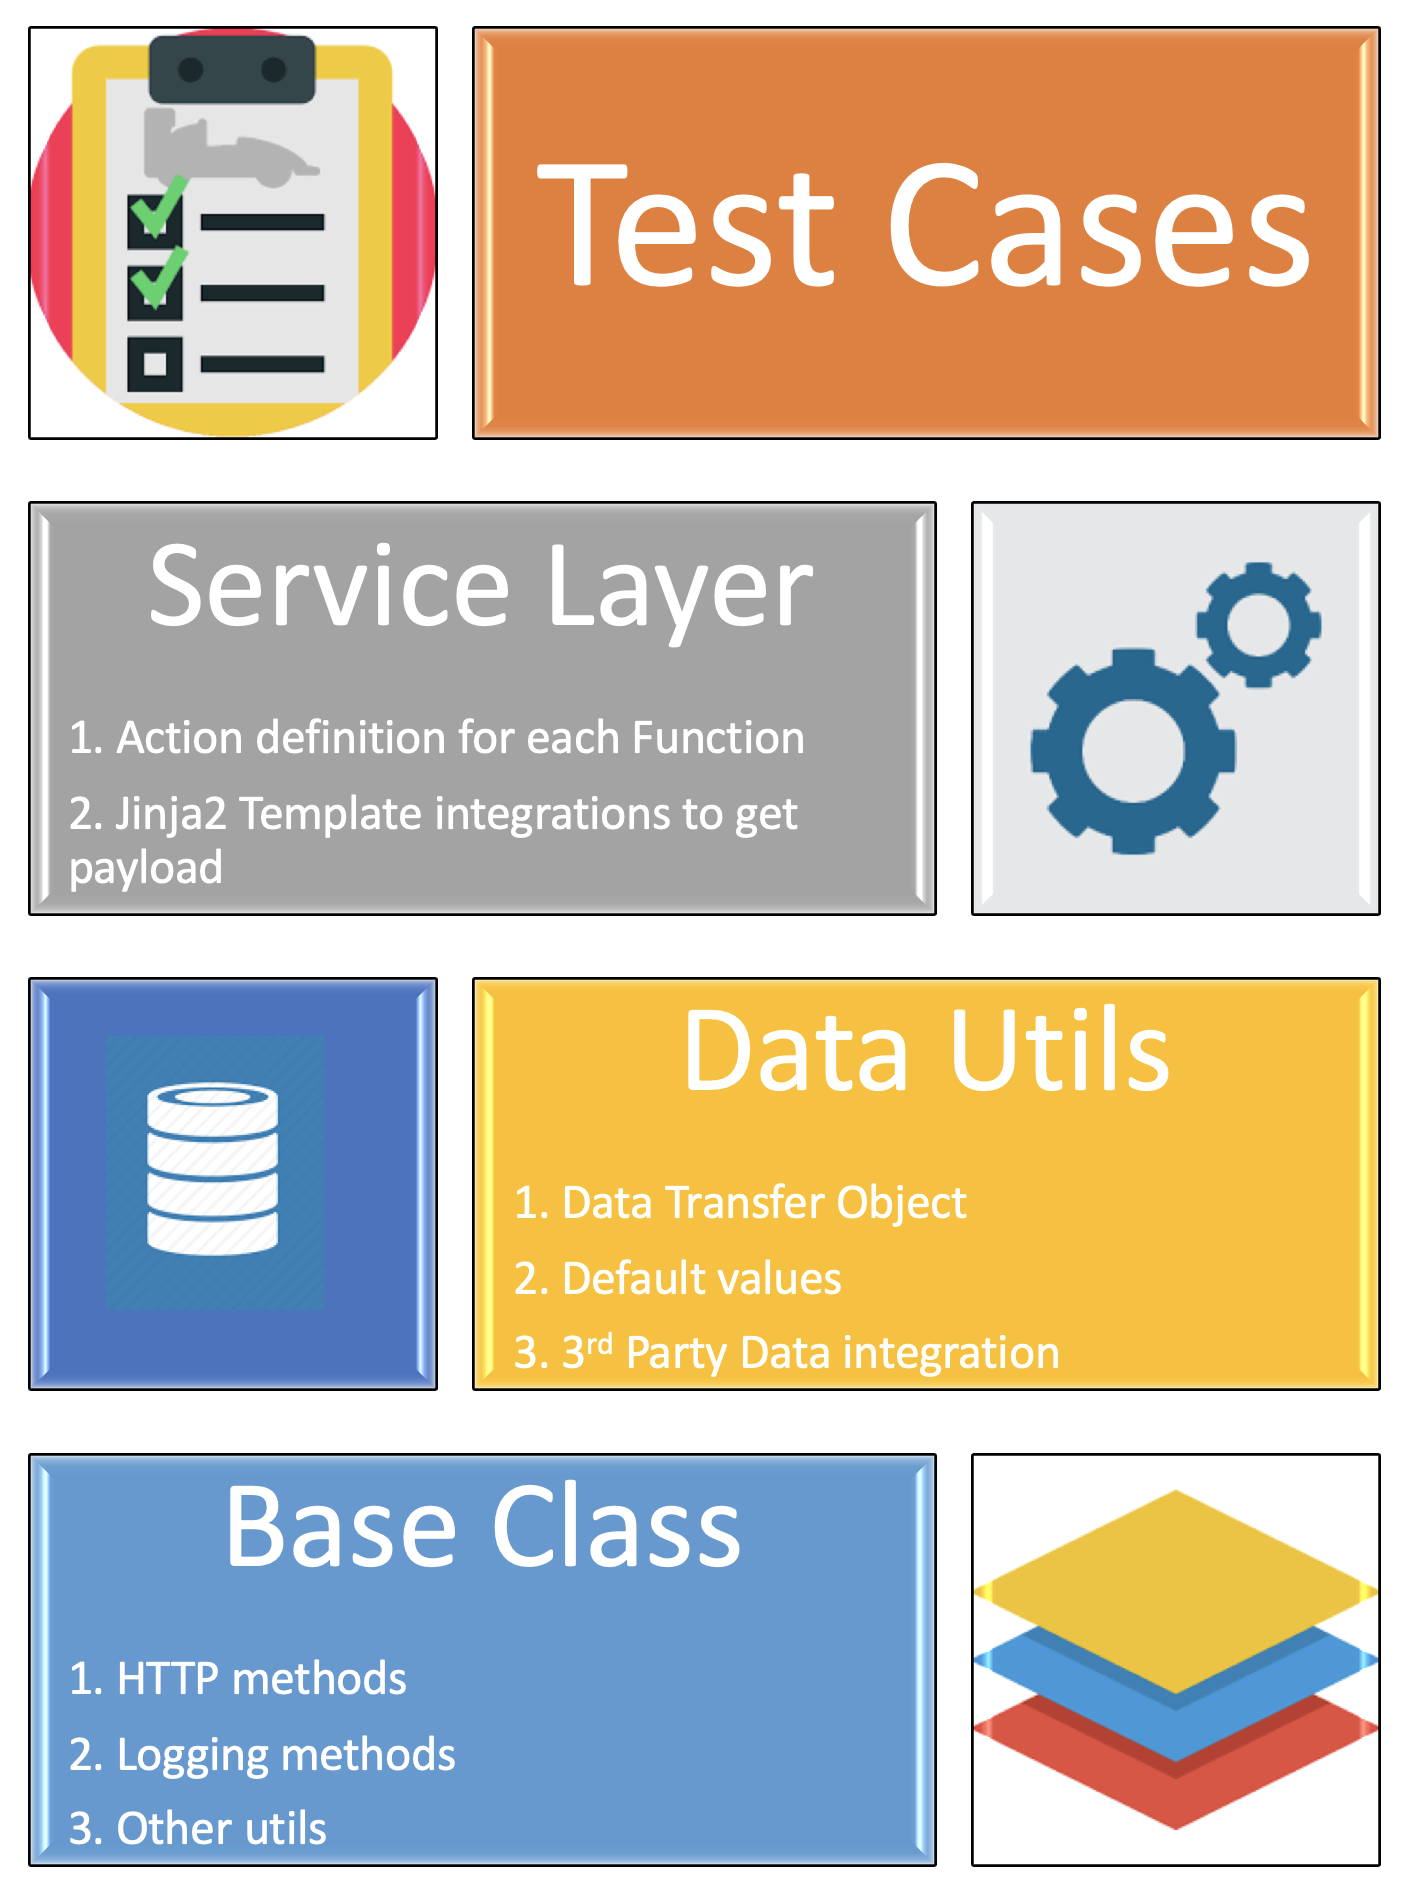 Test Cases
Service Layer
1. Action definition for each Function
2. Jinja2 Template integrations to get
payload
Data Utils
1. Data Transfer Object
2. Default values
3. 3rd Party Data integration
Base Class
1. HTTP methods
2. Logging methods
3. Other utils